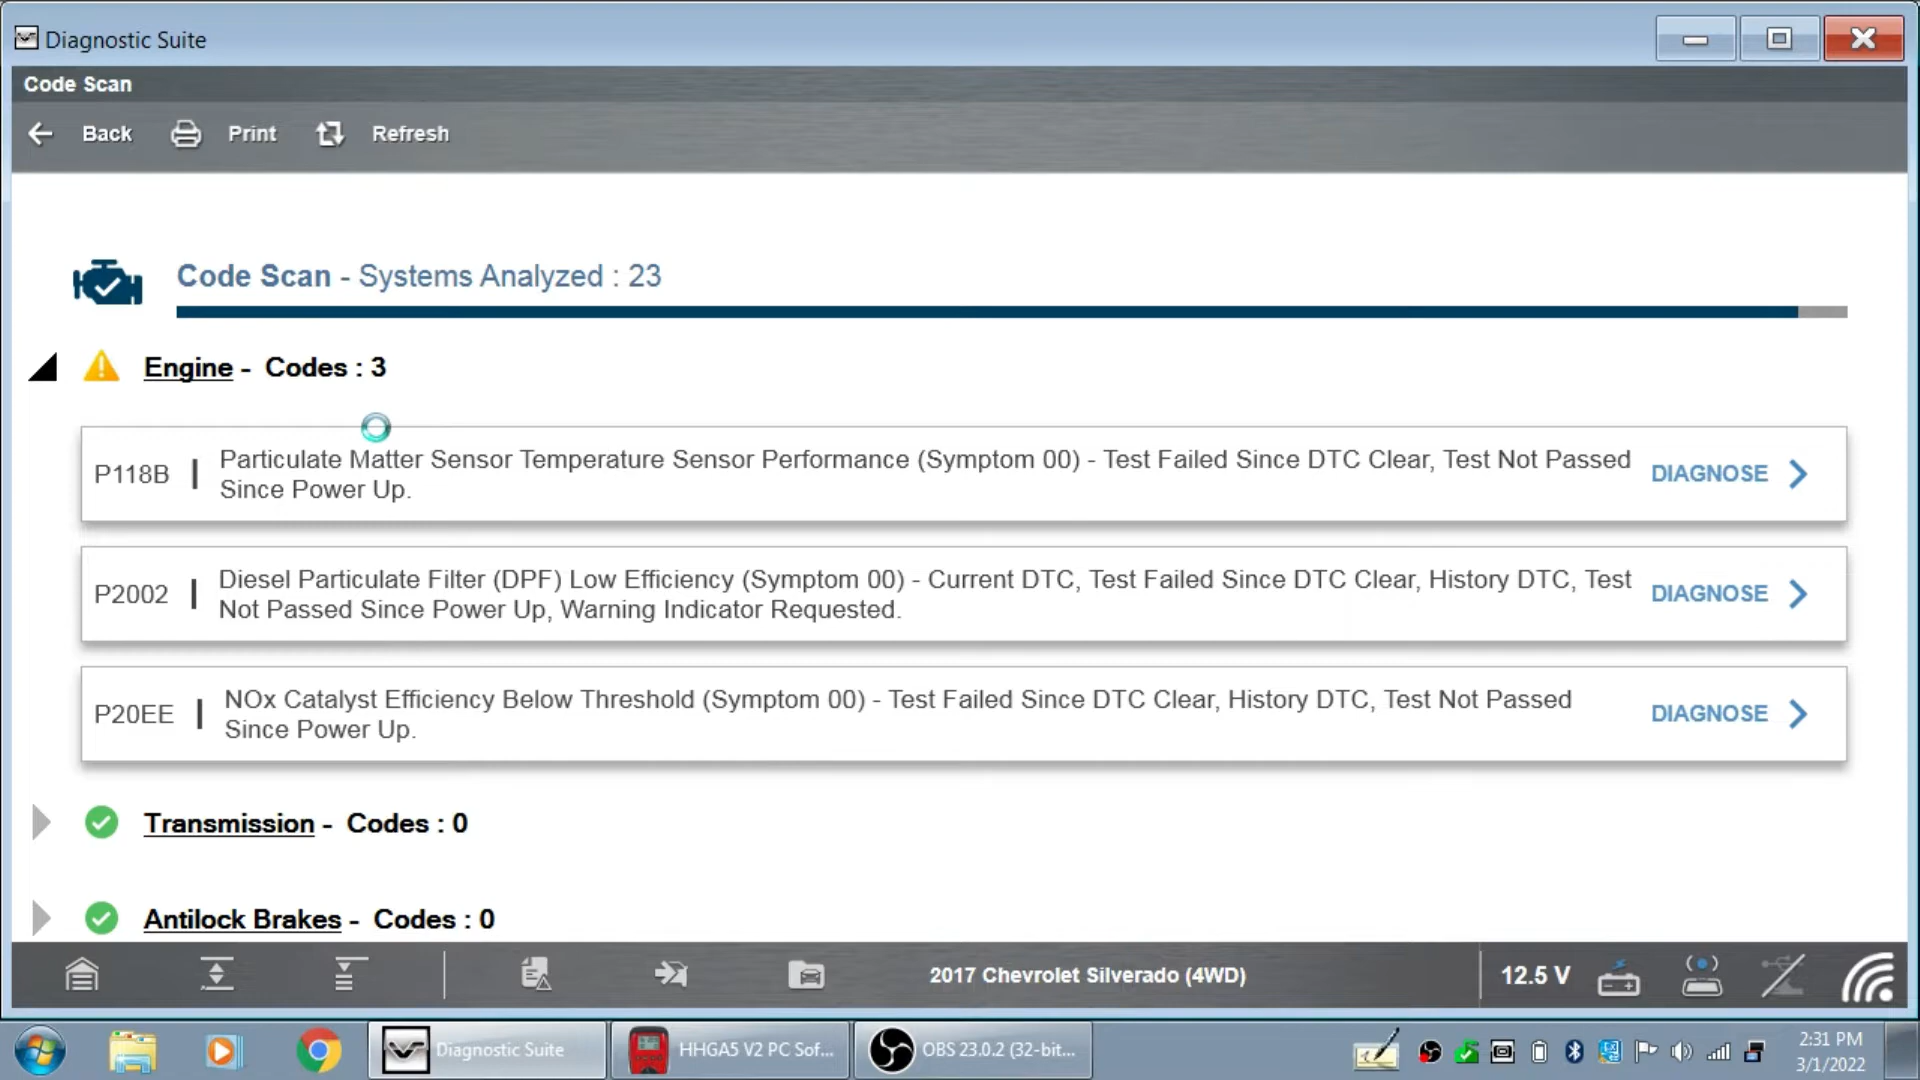 Diagnostic Suite
Code Scan
Back Print Refresh
Code Scan - Systems Analyzed : 23
Engine - Codes : 3
P118B | Particulate Matter Sensor Temperature Sensor Performance (Symptom 00) - Test Failed Since DTC Clear, Test Not Passed
Since Power Up.
DIAGNOSE
P2002 | Diesel Particulate Filter (DPF) Low Efficiency (Symptom 00) - Current DTC, Test Failed Since DTC Clear, History DTC, Test
Not Passed Since Power Up, Warning Indicator Requested.
DIAGNOSE
P20EE | NOx Catalyst Efficiency Below Threshold (Symptom 00) - Test Failed Since DTC Clear, History DTC, Test Not Passed
Since Power Up.
DIAGNOSE
Transmission - Codes : 0
Antilock Brakes - Codes : 0
2017 Chevrolet Silverado (4WD)
12.5 V
Diagnostic Suite
HHGA5 V2 PC Sof...
OBS 23.0.2 (32-bit...
2:31 PM
3/1/2022